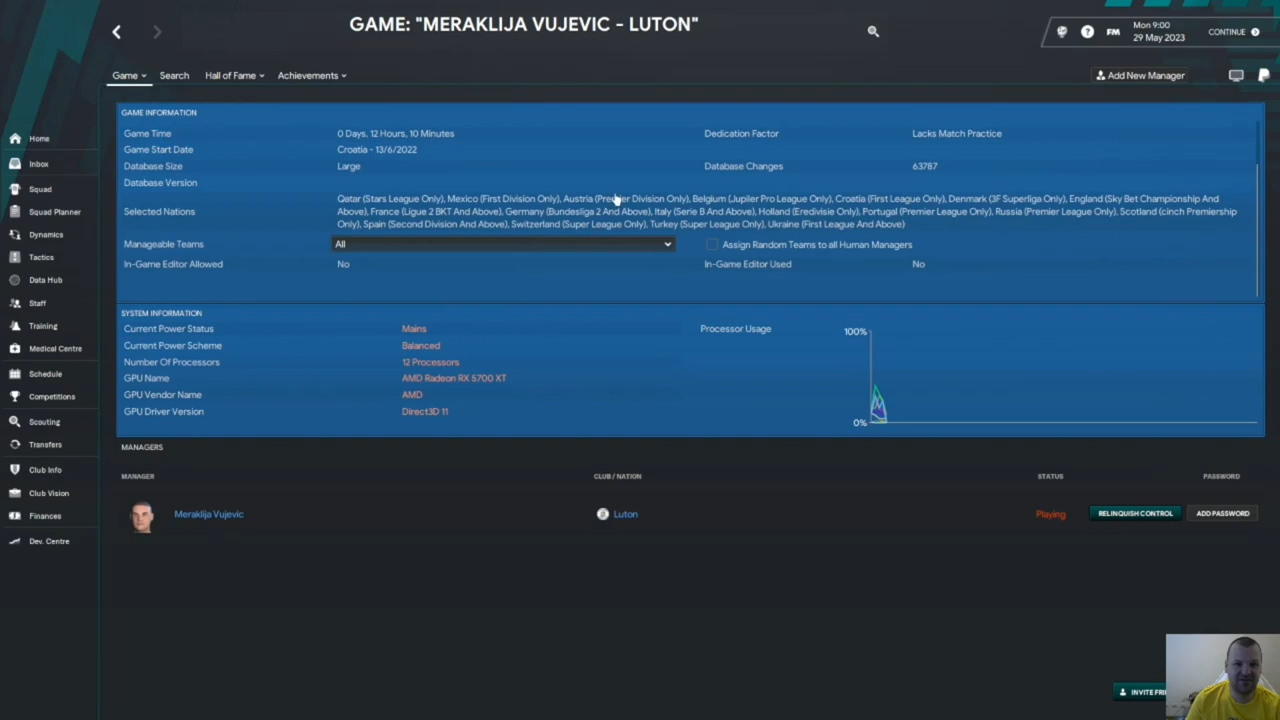 GAME: "MERAKLIJA VUJEVIC - LUTON"
Mon 9:00
29 May 2023
FM
CONTINUE
Game
Search
Hall of Fame
Achievements
Add New Manager
Home
Inbox
Squad
Squad Planner
Dynamics
Tactics
Data Hub
Staff
Training
Medical Centre
Schedule
Competitions
Scouting
Transfers
Club Info
Club Vision
Finances
Dev. Centre
GAME INFORMATION
Game Time 0 Days, 12 Hours, 10 Minutes Dedication Factor Lacks Match Practice
Game Start Date Croatia - 13/6/2022
Database Size Large Database Changes 63787
Database Version
Selected Nations
Qatar (Stars League Only), Mexico (First Division Only), Austria (Premier Division Only), Belgium (Jupiler Pro League Only), Croatia (First League Only), Denmark (3F Superliga Only), England (Sky Bet Championship And
Above), France (Ligue 2 BKT And Above), Germany (Bundesliga 2 And Above), Italy (Serie B And Above), Holland (Eredivisie Only), Portugal (Premier League Only), Russia (Premier League Only), Scotland (cinch Premiership
Only), Spain (Second Division And Above), Switzerland (Super League Only), Turkey (Super League Only), Ukraine (First League And Above)
Manageable Teams All Assign Random Teams to all Human Managers
In-Game Editor Allowed No In-Game Editor Used No
SYSTEM INFORMATION
Current Power Status Mains Processor Usage 100%
Current Power Scheme Balanced
Number Of Processors 12 Processors
GPU Name AMD Radeon RX 5700 XT
GPU Vendor Name AMD
GPU Driver Version Direct3D 11
0%
MANAGERS
MANAGER CLUB / NATION STATUS PASSWORD
Meraklija Vujevic Luton Playing RELINQUISH CONTROL ADD PASSWORD
INVITE